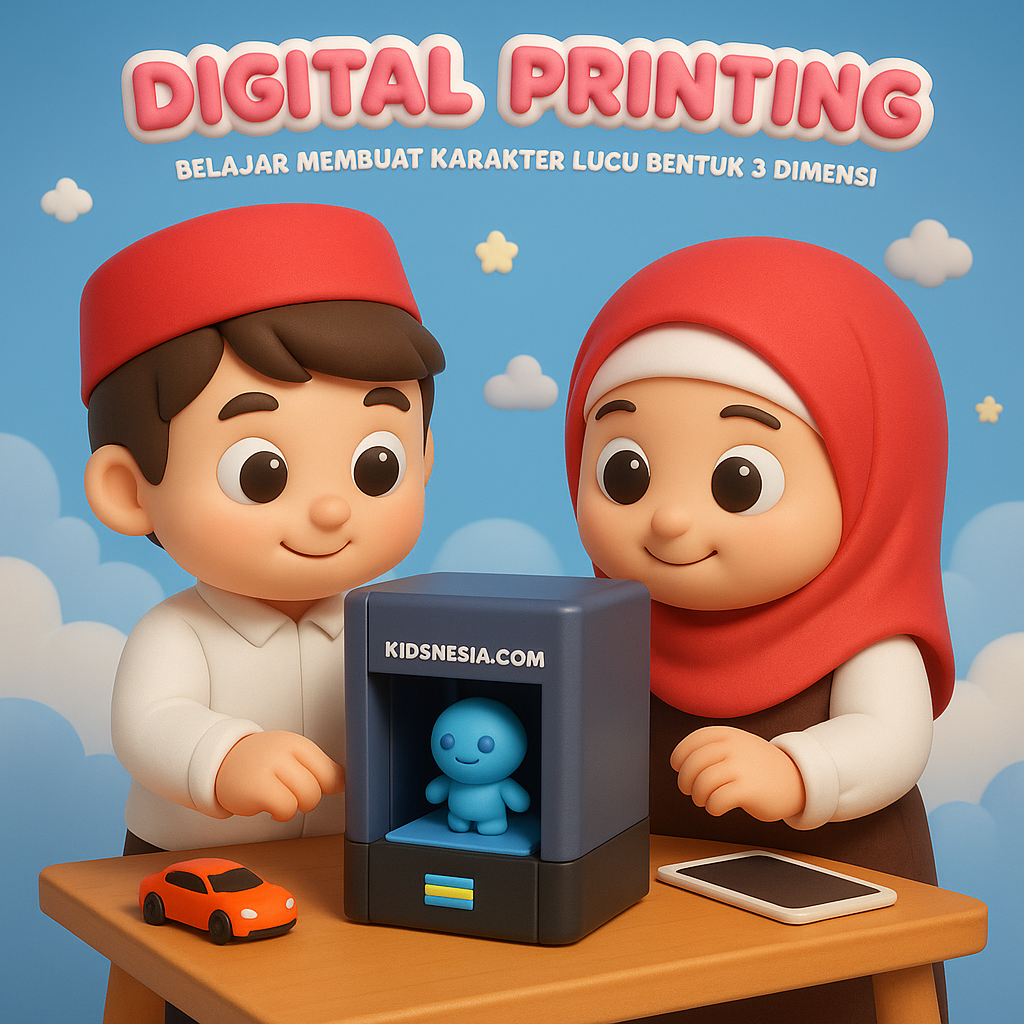 DIGITAL PRINTING
BELAJAR MEMBUAT KARAKTER LUCU BENTUK 3 DIMENSI
KIDSNESIA.COM